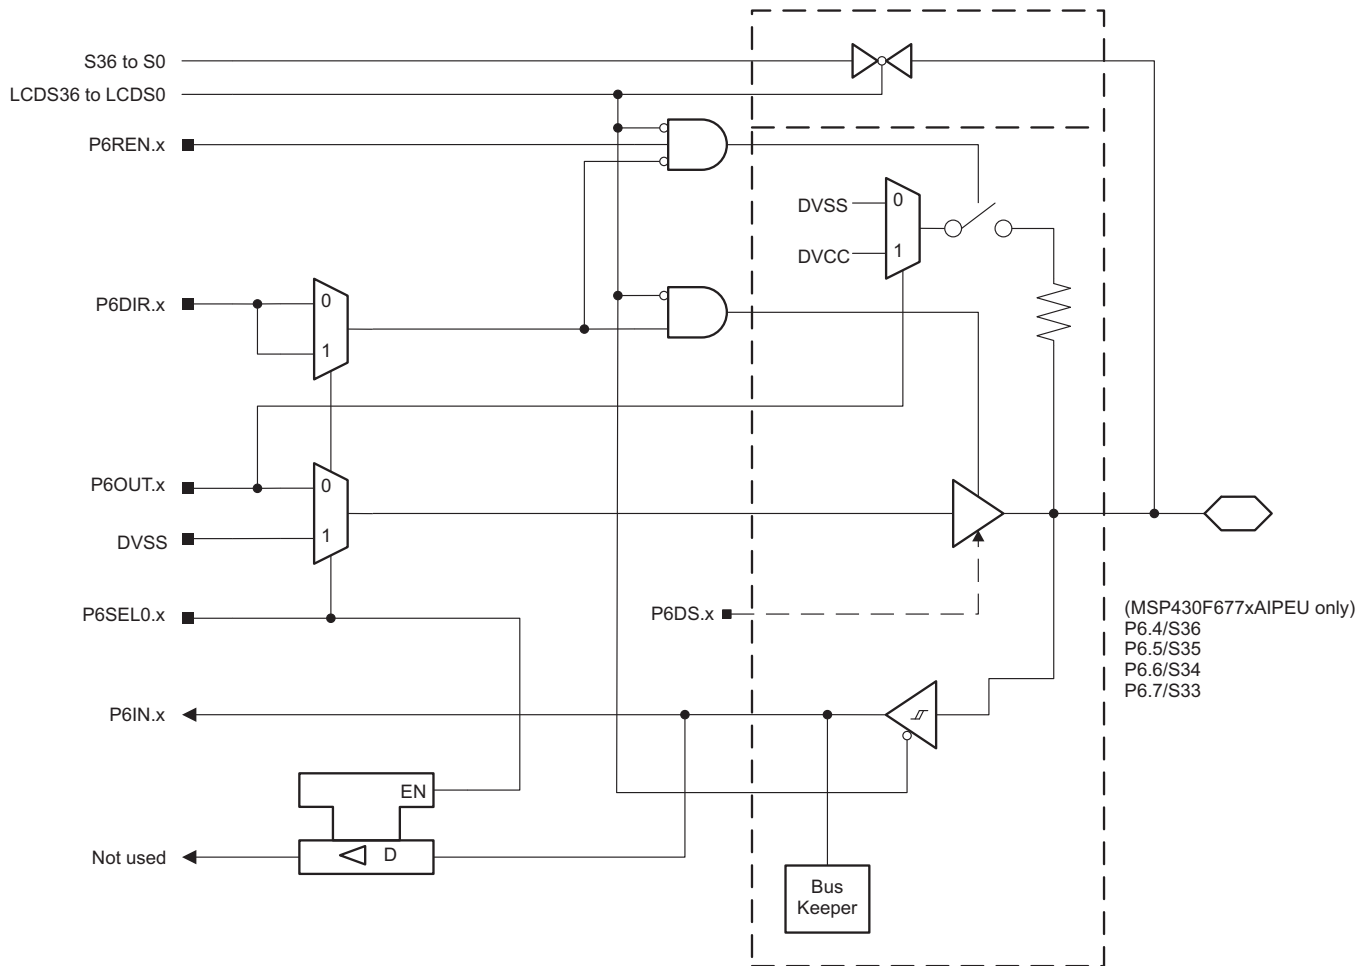 S36 to S0
LCDS36 to LCDS0
P6REN.x
DVSS
0
DVCC
1
P6DIR.x
0
1
P6OUT.x
0
DVSS
1
P6SEL0.x
P6DS.x
(MSP430F677xAIPEU only)
P6.4/S36
P6.5/S35
P6.6/S34
P6.7/S33
P6IN.x
EN
Not used
D
Bus
Keeper